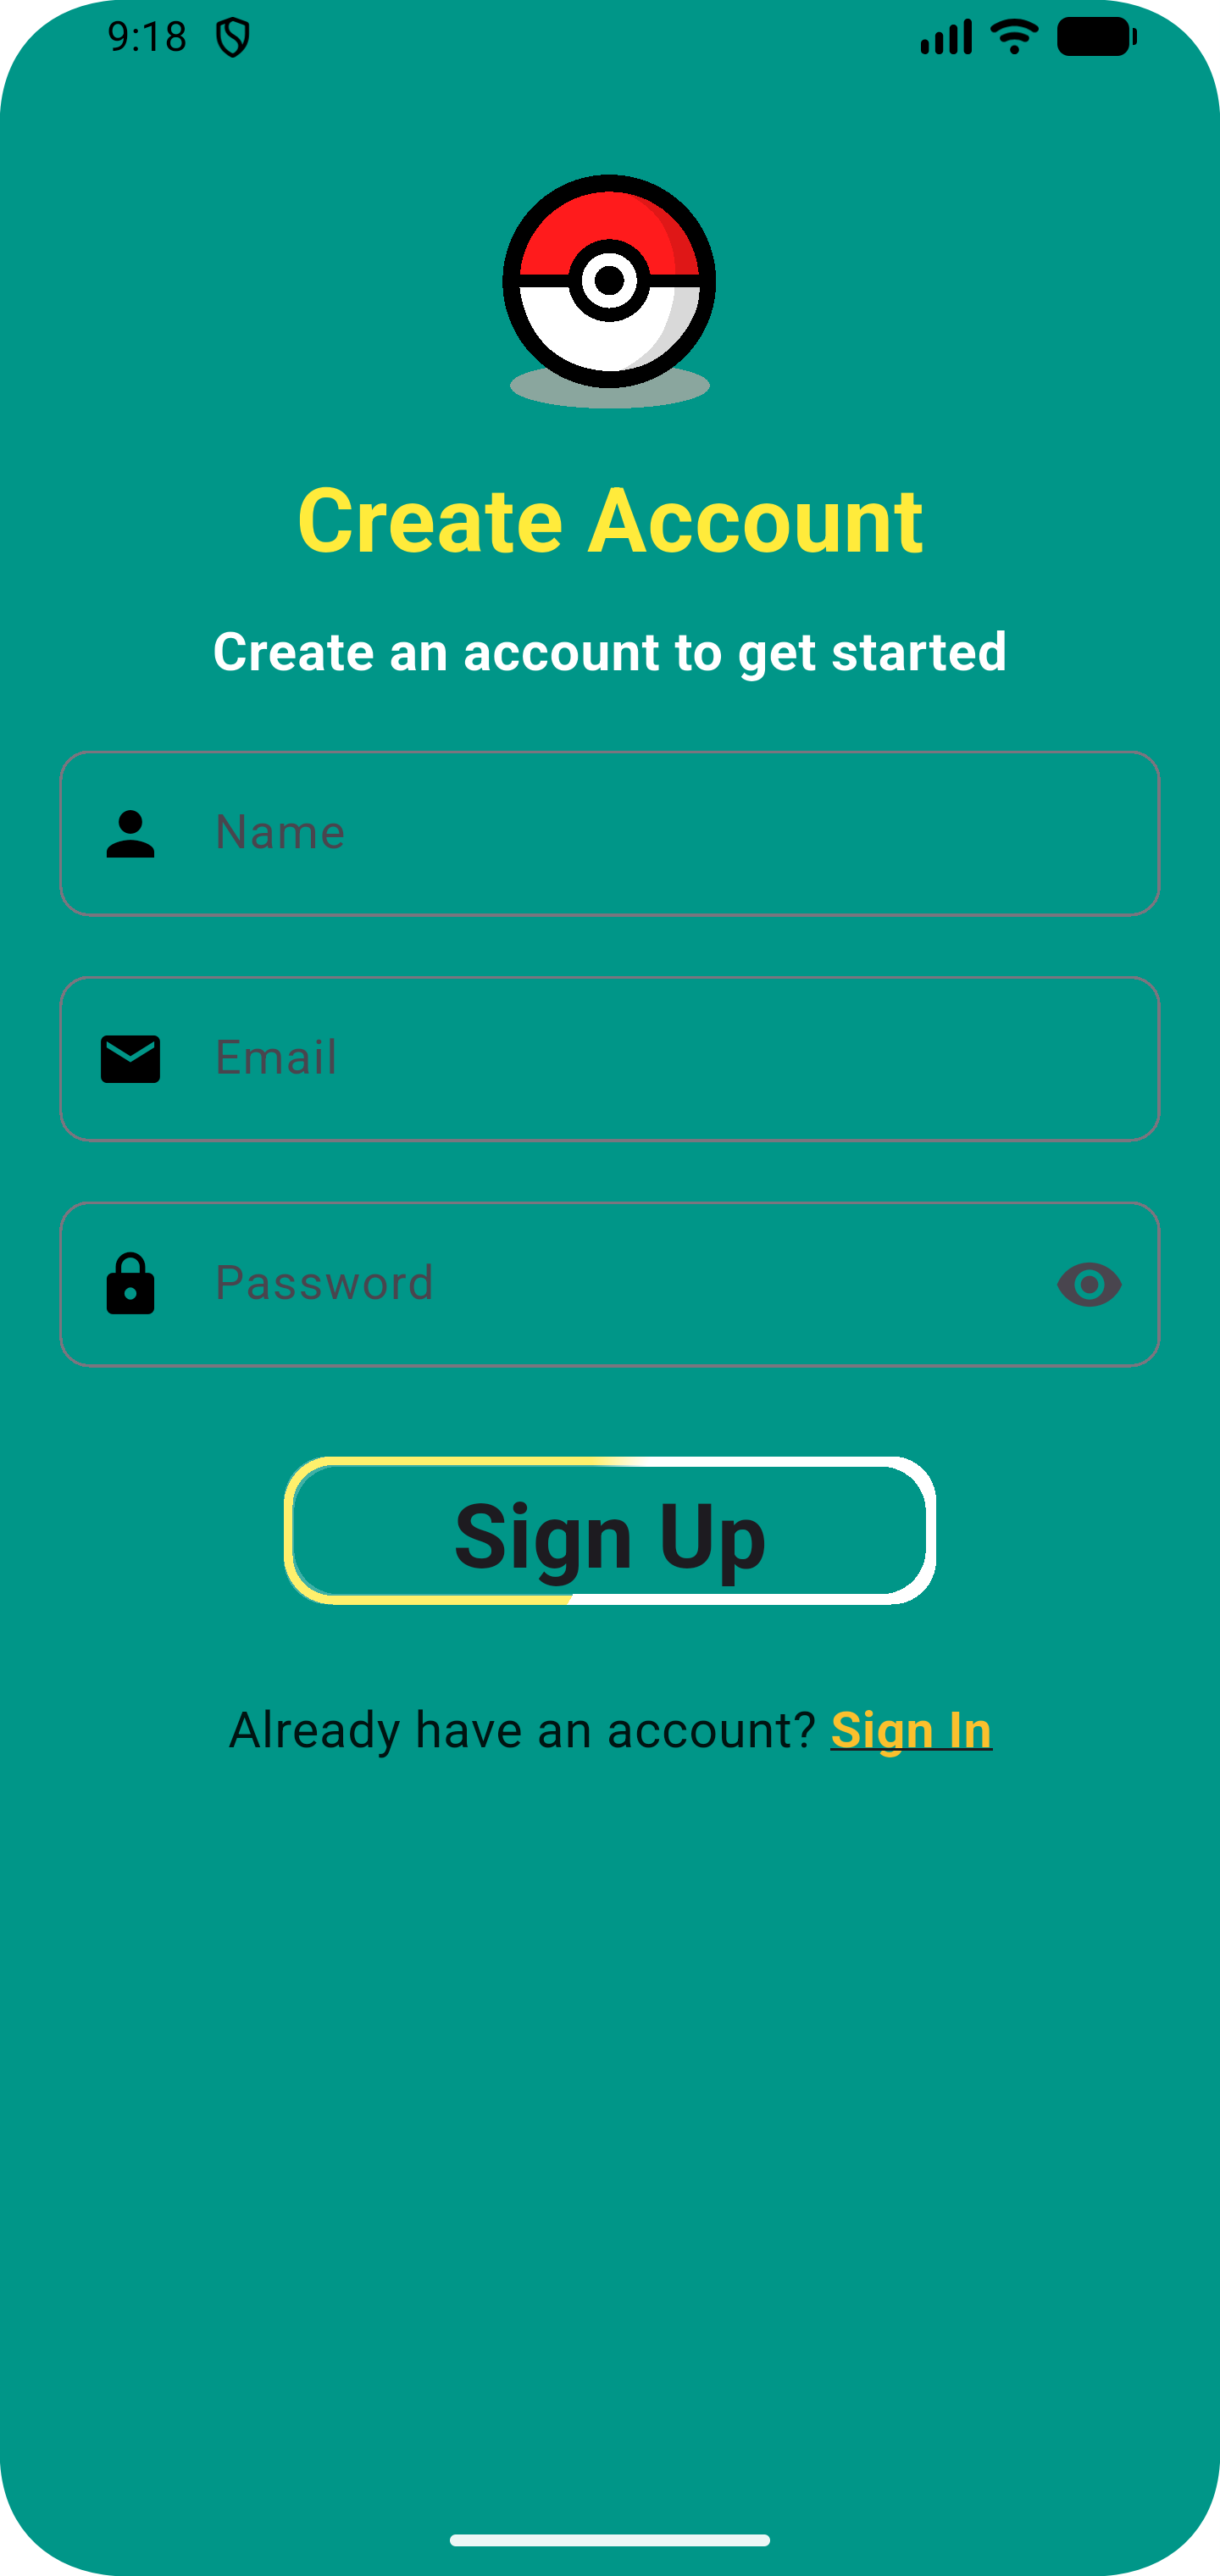 9:18
Create Account
Create an account to get started
Name
Email
Password
Sign Up
Already have an account? Sign In